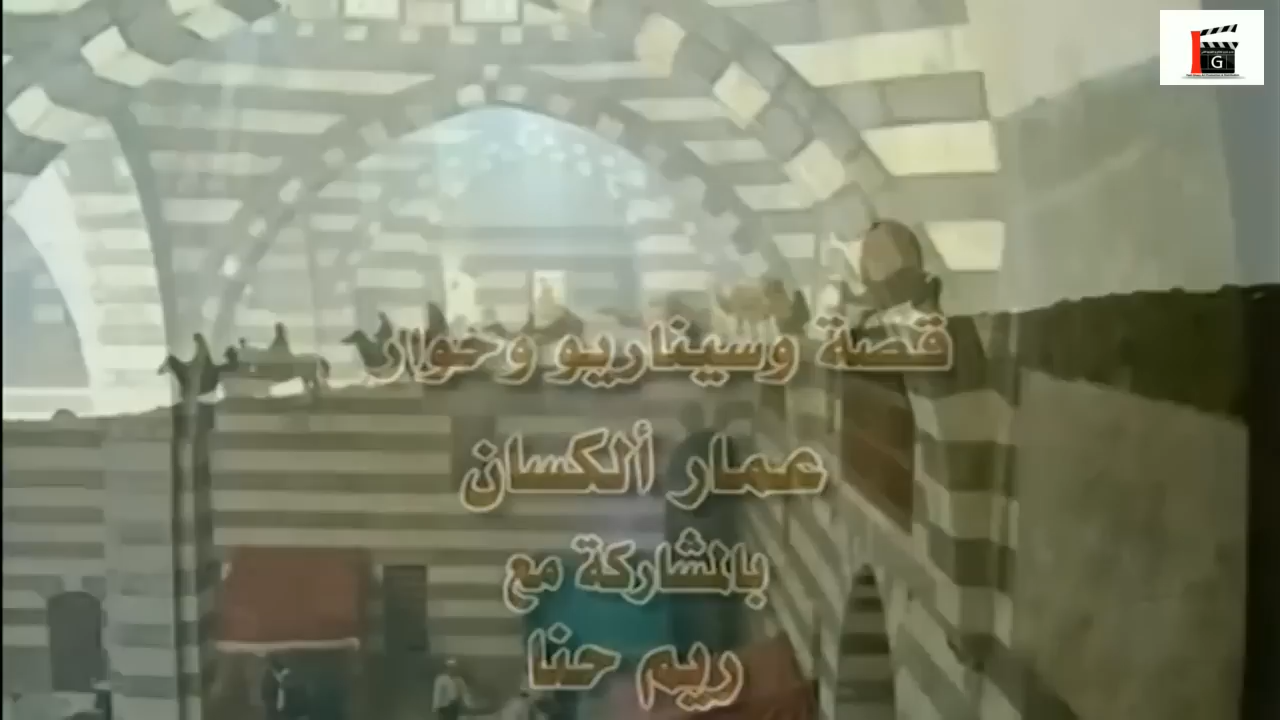 قصة وسيناريو وحوار
عمار ألكسان
بالمشاركة مع
ريم حنا
G